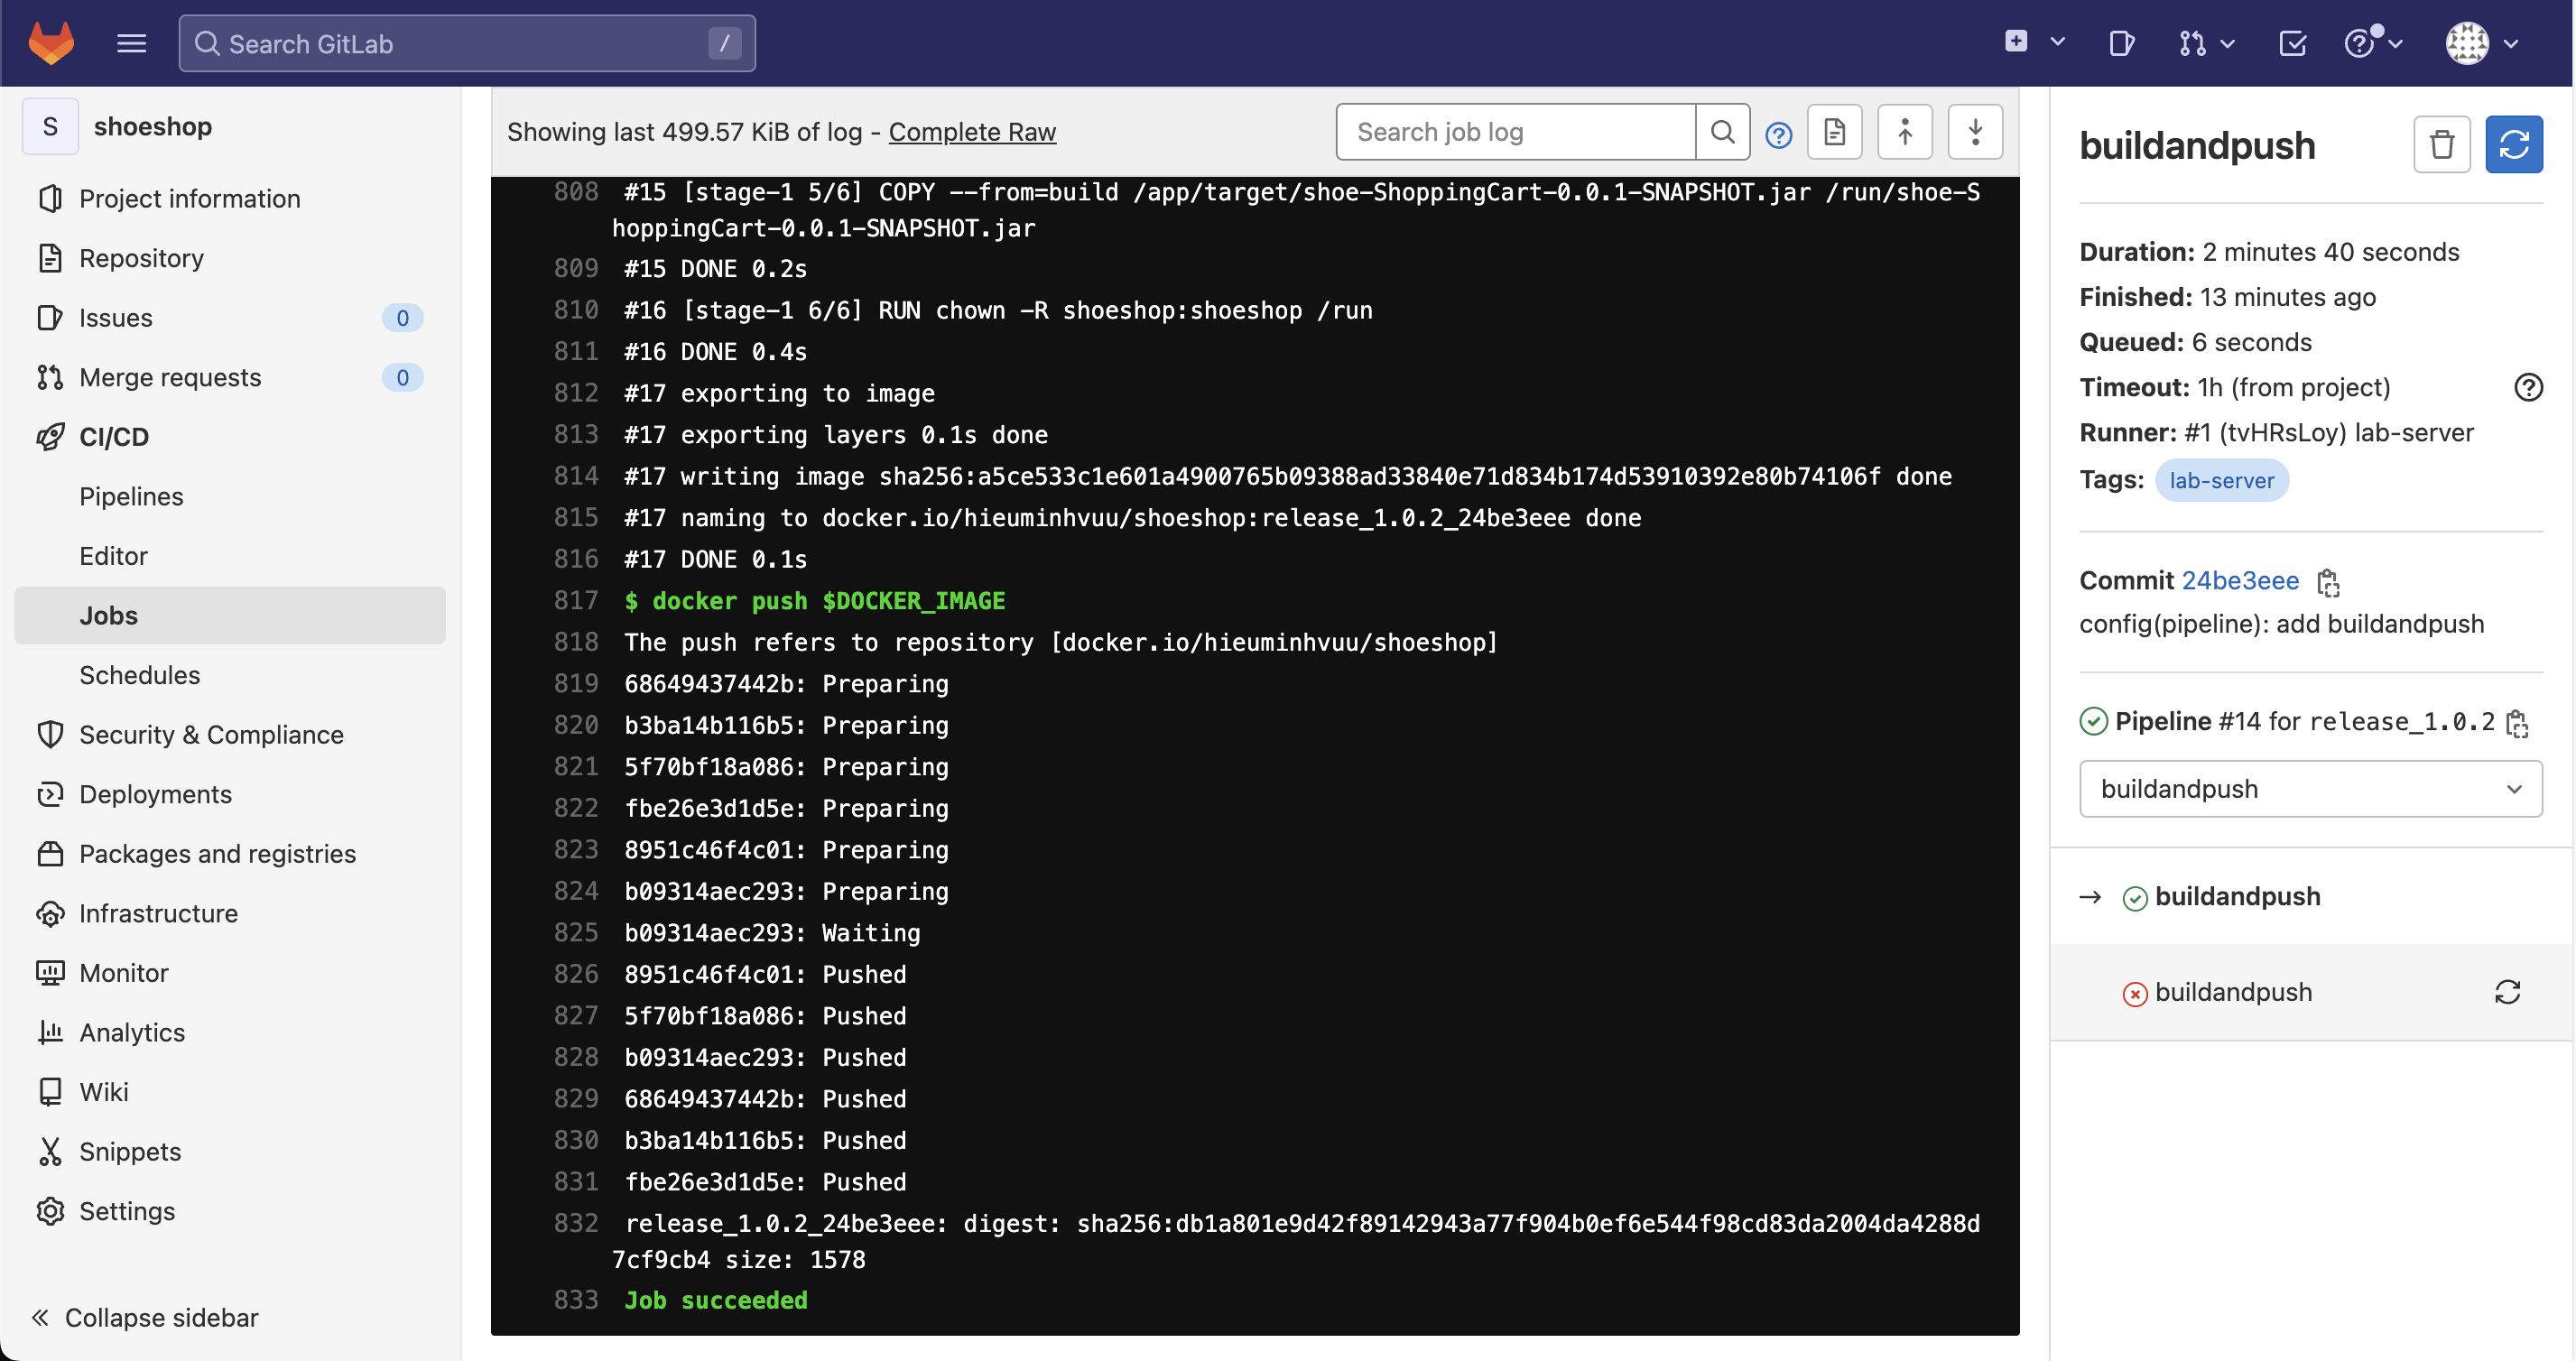 Search GitLab
/
S
shoeshop
Project information
Repository
Issues
0
Merge requests
0
CI/CD
Pipelines
Editor
Jobs
Schedules
Security & Compliance
Deployments
Packages and registries
Infrastructure
Monitor
Analytics
Wiki
Snippets
Settings
« Collapse sidebar
Showing last 499.57 KiB of log - Complete Raw
Search job log
808 #15 [stage-1 5/6] COPY --from=build /app/target/shoe-ShoppingCart-0.0.1-SNAPSHOT.jar /run/shoe-S
hoppingCart-0.0.1-SNAPSHOT.jar
809 #15 DONE 0.2s
810 #16 [stage-1 6/6] RUN chown -R shoeshop:shoeshop /run
811 #16 DONE 0.4s
812 #17 exporting to image
813 #17 exporting layers 0.1s done
814 #17 writing image sha256:a5ce533c1e601a4900765b09388ad33840e71d834b174d53910392e80b74106f done
815 #17 naming to docker.io/hieuminhvuu/shoeshop:release_1.0.2_24be3eee done
816 #17 DONE 0.1s
817 $ docker push $DOCKER_IMAGE
818 The push refers to repository [docker.io/hieuminhvuu/shoeshop]
819 68649437442b: Preparing
820 b3ba14b116b5: Preparing
821 5f70bf18a086: Preparing
822 fbe26e3d1d5e: Preparing
823 8951c46f4c01: Preparing
824 b09314aec293: Preparing
825 b09314aec293: Waiting
826 8951c46f4c01: Pushed
827 5f70bf18a086: Pushed
828 b09314aec293: Pushed
829 68649437442b: Pushed
830 b3ba14b116b5: Pushed
831 fbe26e3d1d5e: Pushed
832 release_1.0.2_24be3eee: digest: sha256:db1a801e9d42f89142943a77f904b0ef6e544f98cd83da2004da4288d
7cf9cb4 size: 1578
833 Job succeeded
buildandpush
Duration: 2 minutes 40 seconds
Finished: 13 minutes ago
Queued: 6 seconds
Timeout: 1h (from project)
Runner: #1 (tvHRsLoy) lab-server
Tags: lab-server
Commit 24be3eee
config(pipeline): add buildandpush
Pipeline #14 for release_1.0.2
buildandpush
→ buildandpush
buildandpush